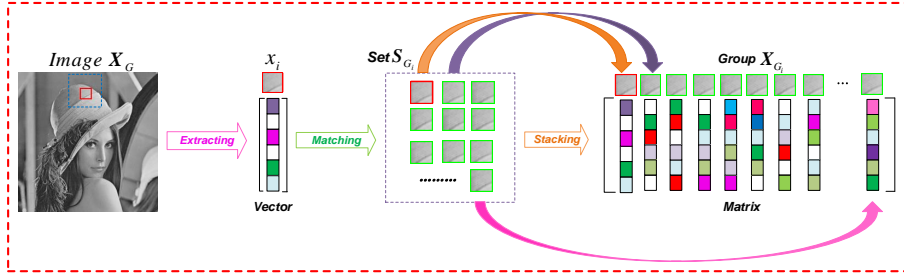 Image X_G
x_i
Set S_{G_i}
Group X_{G_i}
...
Extracting
Matching
Stacking
.........
Vector
Matrix